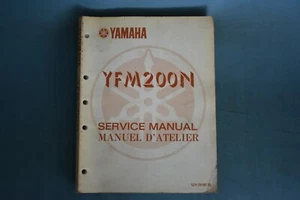 YAMAHA
YFM200N
SERVICE MANUAL
MANUEL D'ATELIER